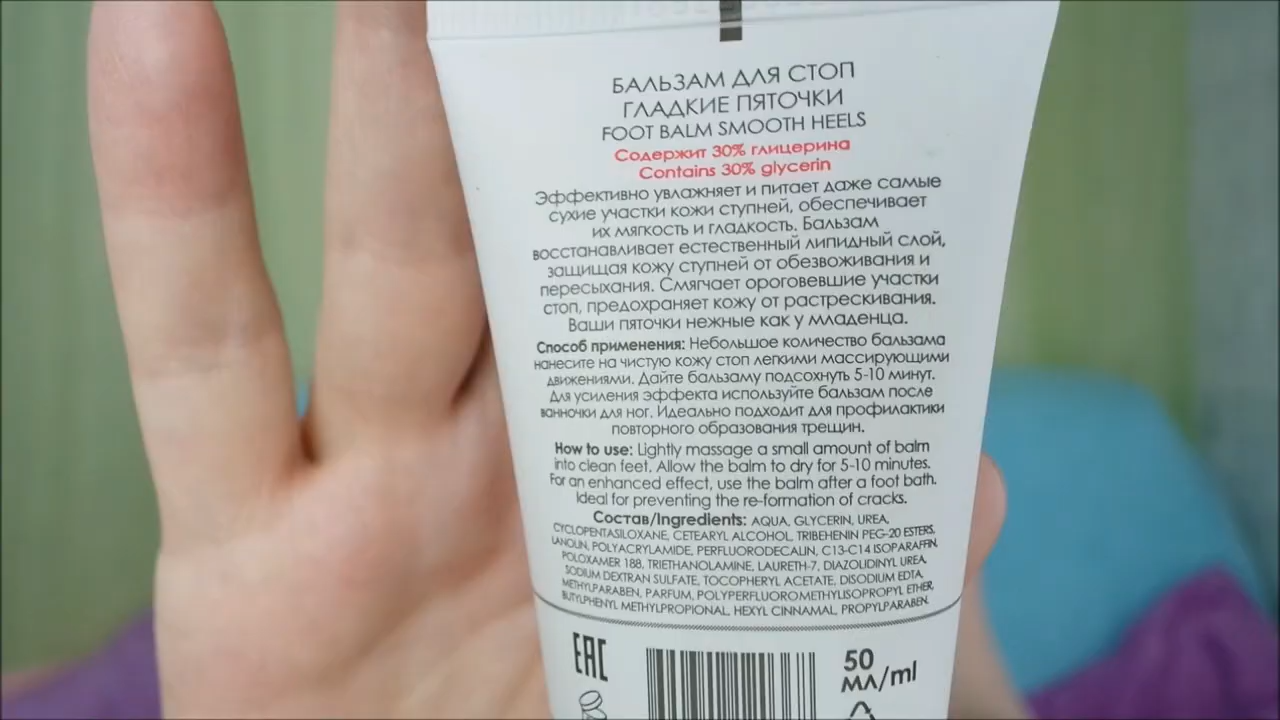 БАЛЬЗАМ ДЛЯ СТОП
ГЛАДКИЕ ПЯТОЧКИ
FOOT BALM SMOOTH HEELS
Содержит 30% глицерина
Contains 30% glycerin
Эффективно увлажняет и питает даже самые
сухие участки кожи ступней, обеспечивает
их мягкость и гладкость. Бальзам
восстанавливает естественный липидный слой,
защищая кожу ступней от обезвоживания и
пересыхания. Смягчает ороговевшие участки
стоп, предохраняет кожу от растрескивания.
Ваши пяточки нежные как у младенца.
Способ применения: Небольшое количество бальзама
нанесите на чистую кожу стоп легкими массирующими
движениями. Дайте бальзаму подсохнуть 5-10 минут.
Для усиления эффекта используйте бальзам после
ванночки для ног. Идеально подходит для профилактики
повторного образования трещин.
How to use: Lightly massage a small amount of balm
into clean feet. Allow the balm to dry for 5-10 minutes.
For an enhanced effect, use the balm after a foot bath.
Ideal for preventing the re-formation of cracks.
Состав/Ingredients: AQUA, GLYCERIN, UREA,
CYCLOPENTASILOXANE, CETEARYL ALCOHOL, TRIBEHENIN PEG-20 ESTERS,
LANOLIN, POLYACRYLAMIDE, PERFLUORODECALIN, C13-C14 ISOPARAFFIN,
POLOXAMER 188, TRIETHANOLAMINE, LAURETH-7, DIAZOLIDINYL UREA,
SODIUM DEXTRAN SULFATE, TOCOPHERYL ACETATE, DISODIUM EDTA,
METHYLPARABEN, PARFUM, POLYPERFLUOROMETHYLISOPROPYL ETHER,
BUTYLPHENYL METHYLPROPIONAL, HEXYL CINNAMAL, PROPYLPARABEN.
EAC
50
МЛ/ml